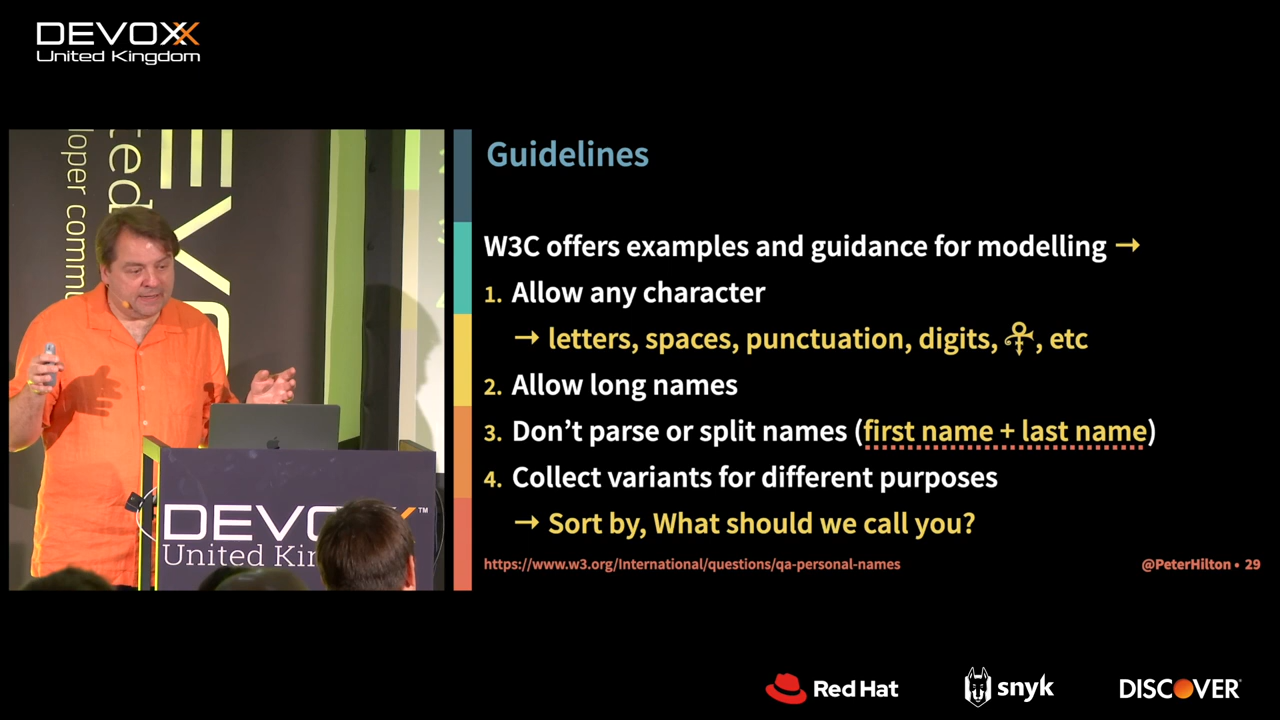 DEVOXX
United Kingdom
Guidelines
W3C offers examples and guidance for modelling →
1. Allow any character
→ letters, spaces, punctuation, digits, , etc
2. Allow long names
3. Don’t parse or split names (first name + last name)
4. Collect variants for different purposes
→ Sort by, What should we call you?
https://www.w3.org/International/questions/qa-personal-names
@PeterHilton • 29
DEVOXX™
United Kin
Red Hat
snyk
DISCOVER